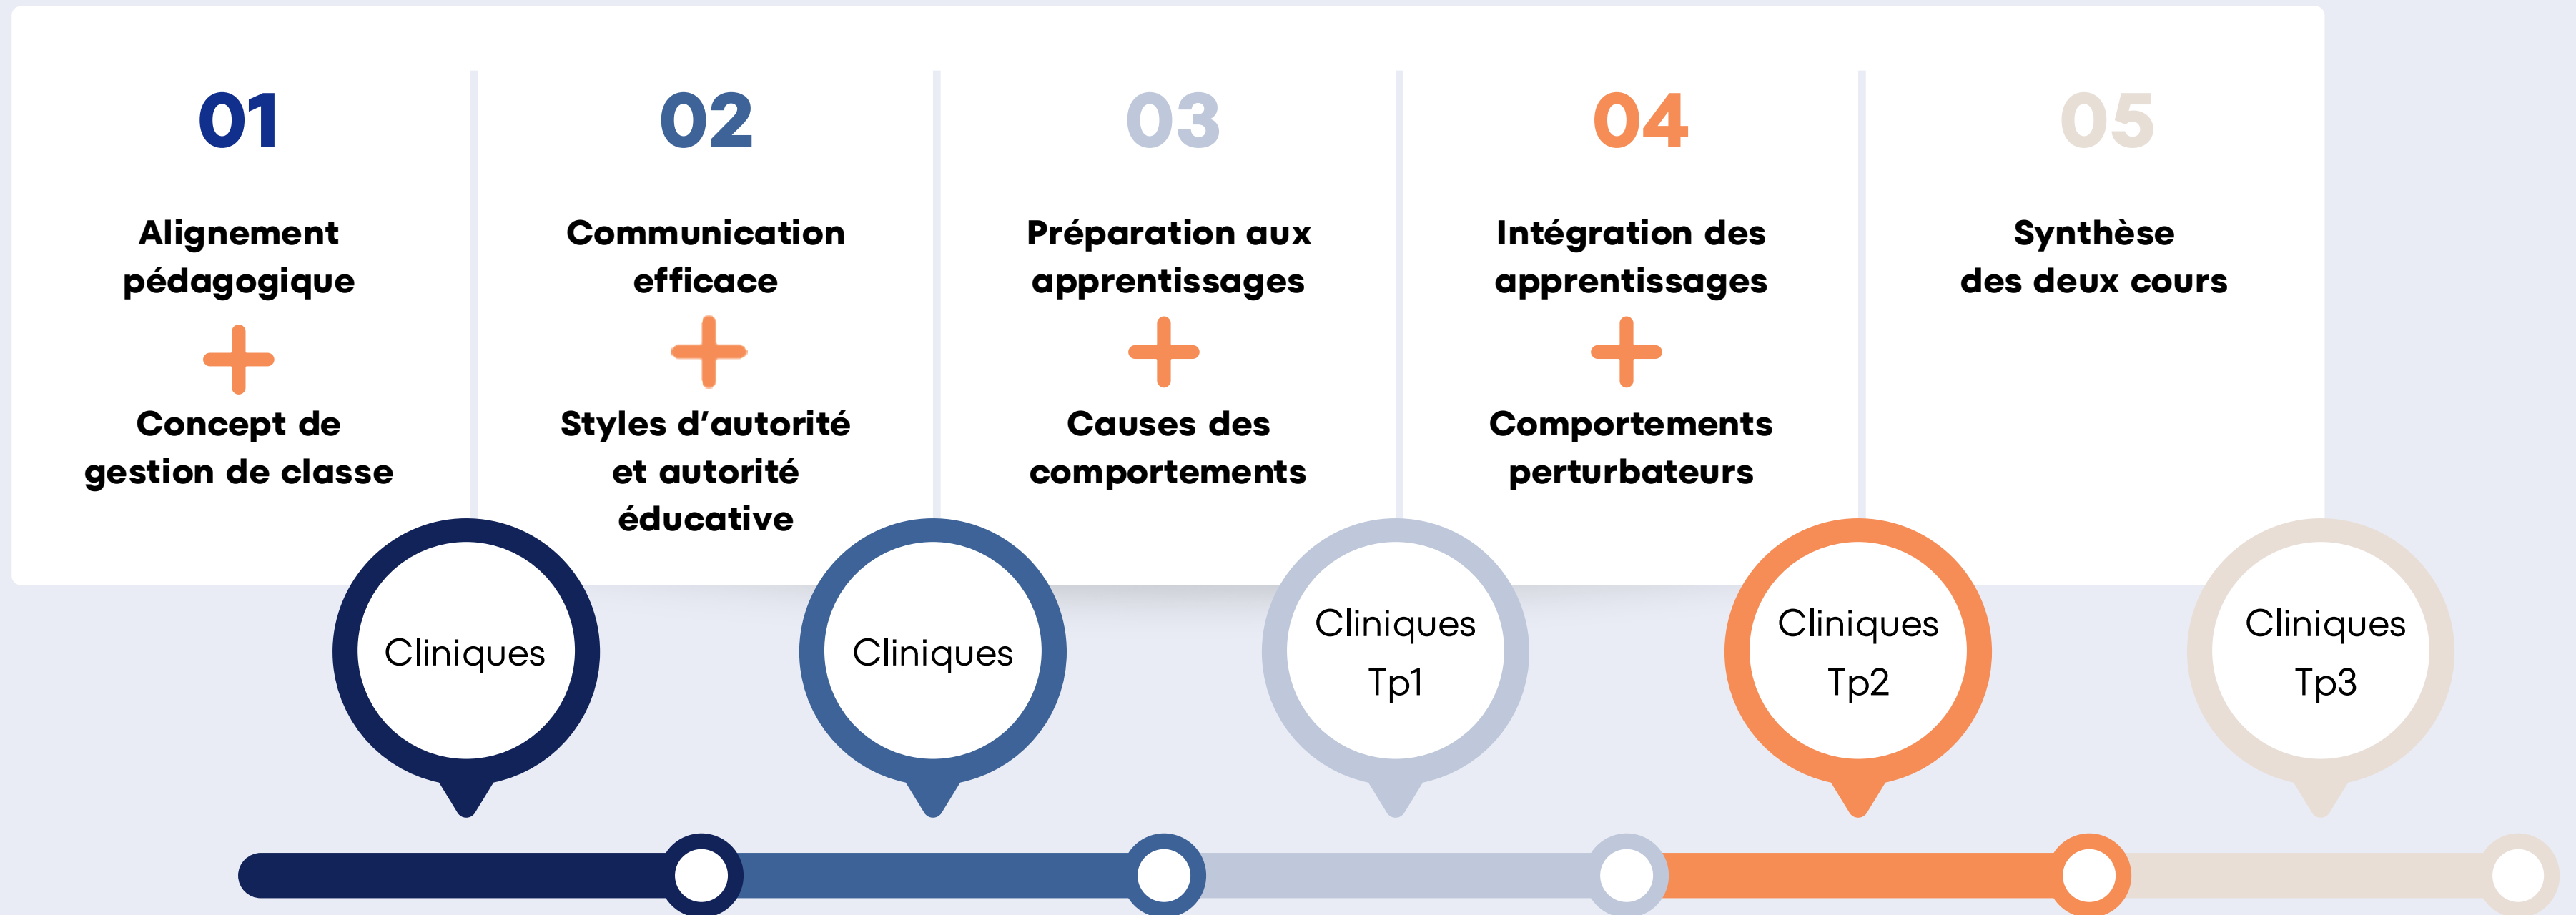 01
Alignement
pédagogique
+
Concept de
gestion de classe
02
Communication
efficace
+
Styles d’autorité
et autorité
éducative
03
Préparation aux
apprentissages
+
Causes des
comportements
04
Intégration des
apprentissages
+
Comportements
perturbateurs
05
Synthèse
des deux cours
Cliniques
Cliniques
Cliniques
Tp1
Cliniques
Tp2
Cliniques
Tp3